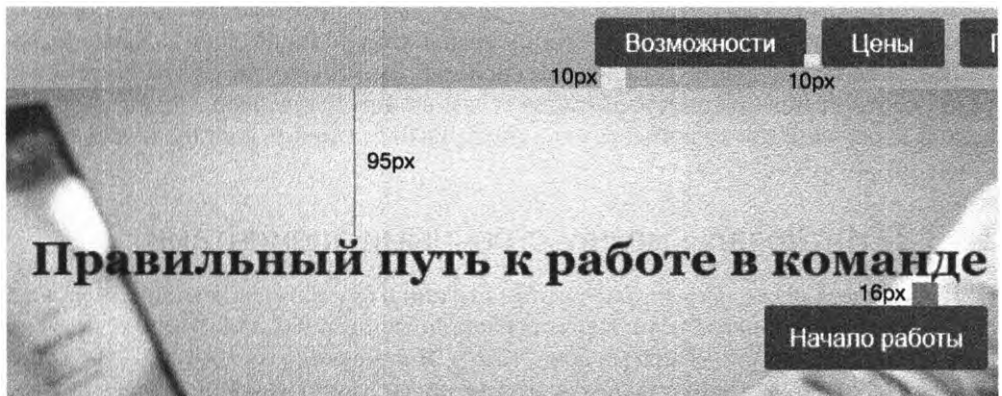 Возможности Цены
10px 10px
95px
Правильный путь к работе в команде
16px
Начало работы